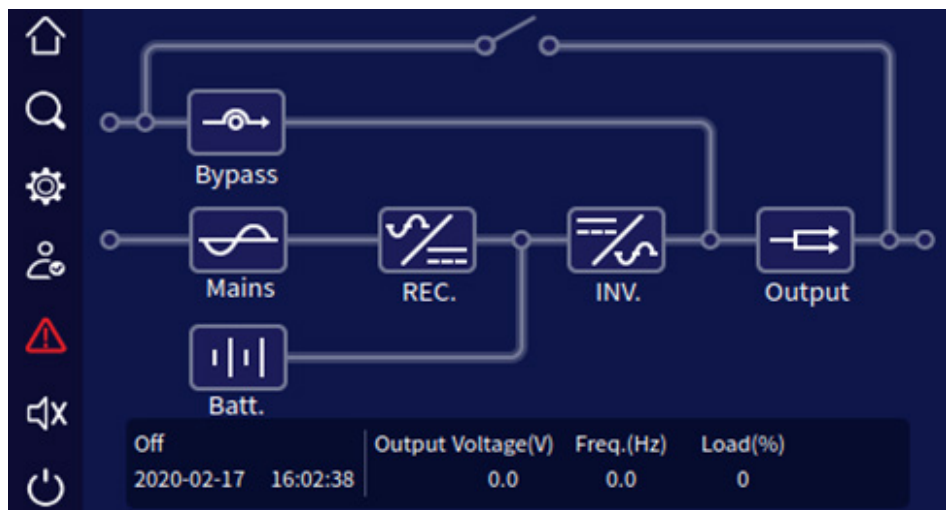 Bypass
Mains
REC.
INV.
Output
Batt.
Off
Output Voltage(V) Freq.(Hz) Load(%)
2020-02-17 16:02:38
0.0 0.0 0